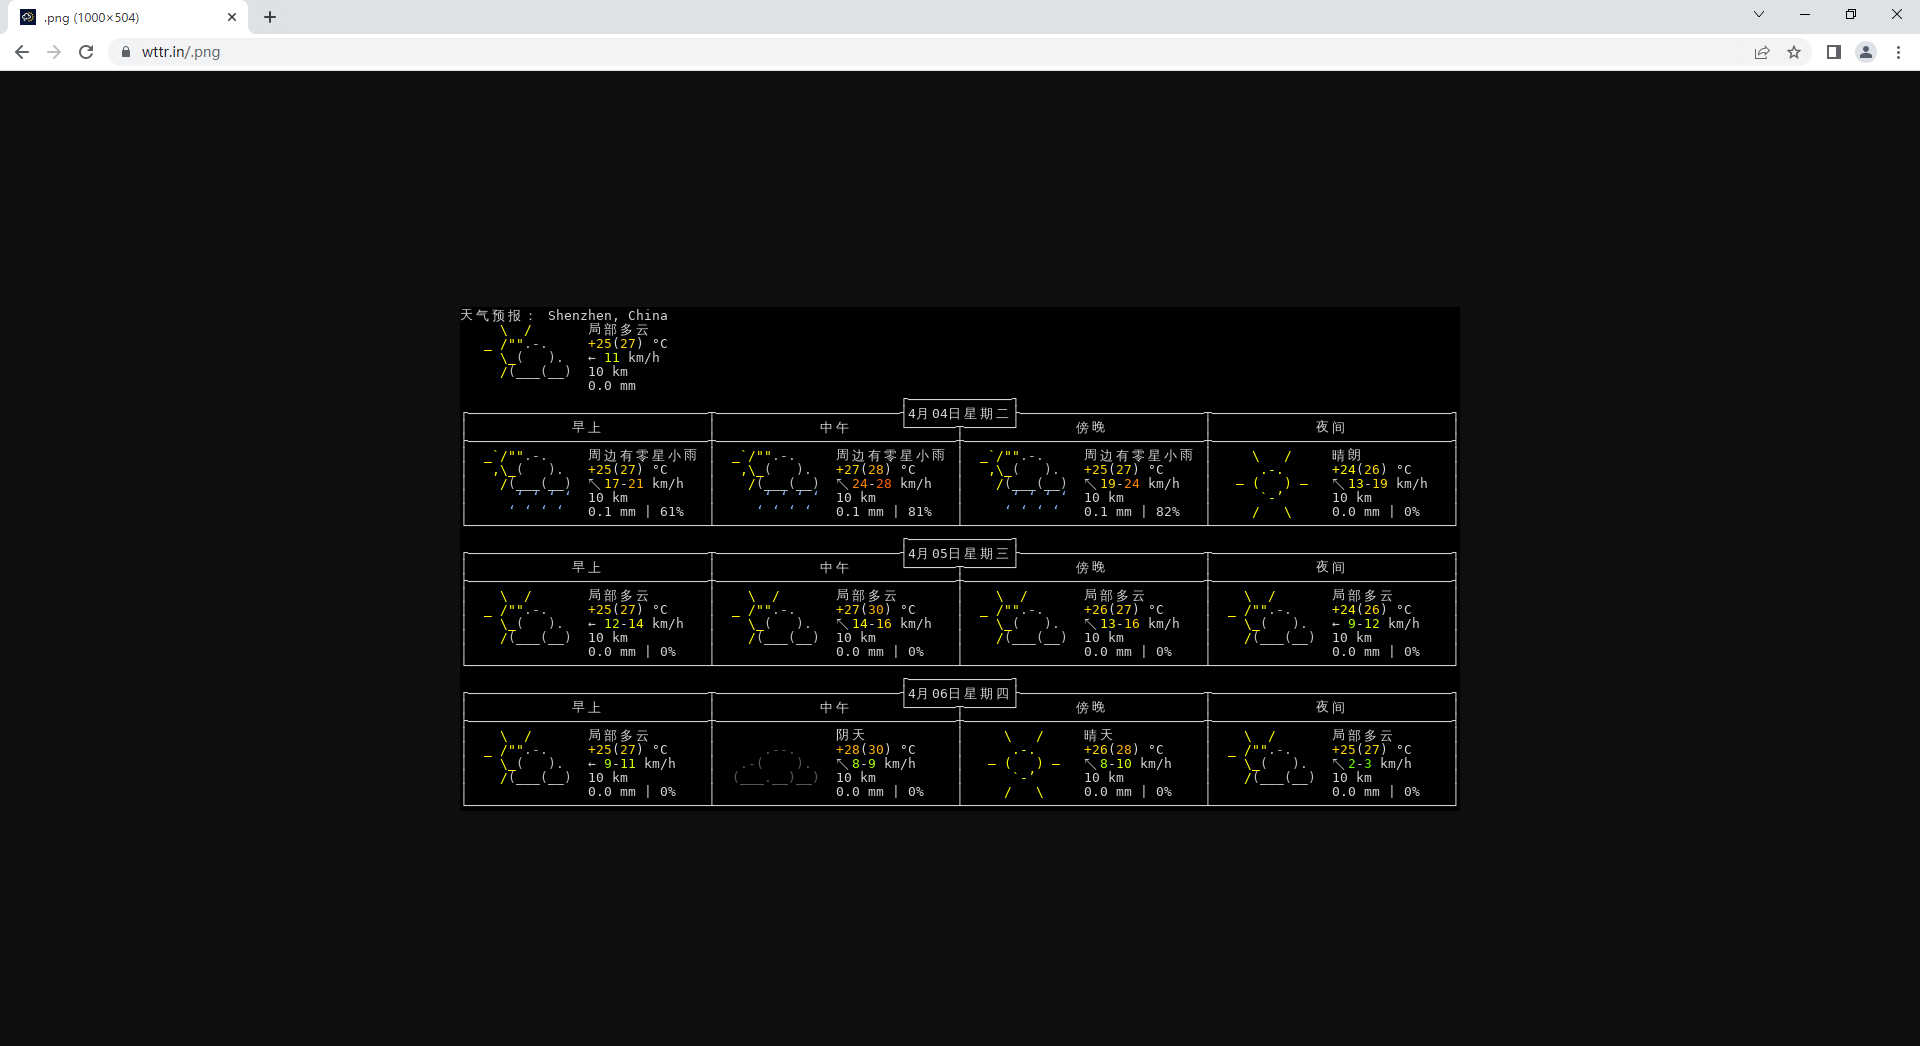 .png (1000×504)
wttr.in/.png
天气预报： Shenzhen, China
局部多云
+25(27) °C
← 11 km/h
10 km
0.0 mm
4月04日星期二
早上 中午 傍晚 夜间
周边有零星小雨 周边有零星小雨 周边有零星小雨 晴朗
+25(27) °C +27(28) °C +25(27) °C +24(26) °C
↖ 17-21 km/h ↖ 24-28 km/h ↖ 19-24 km/h ↖ 13-19 km/h
10 km 10 km 10 km 10 km
0.1 mm | 61% 0.1 mm | 81% 0.1 mm | 82% 0.0 mm | 0%
4月05日星期三
早上 中午 傍晚 夜间
局部多云 局部多云 局部多云 局部多云
+25(27) °C +27(30) °C +26(27) °C +24(26) °C
← 12-14 km/h ↖ 14-16 km/h ↖ 13-16 km/h ← 9-12 km/h
10 km 10 km 10 km 10 km
0.0 mm | 0% 0.0 mm | 0% 0.0 mm | 0% 0.0 mm | 0%
4月06日星期四
早上 中午 傍晚 夜间
局部多云 阴天 晴天 局部多云
+25(27) °C +28(30) °C +26(28) °C +25(27) °C
← 9-11 km/h ↖ 8-9 km/h ↖ 8-10 km/h ↖ 2-3 km/h
10 km 10 km 10 km 10 km
0.0 mm | 0% 0.0 mm | 0% 0.0 mm | 0% 0.0 mm | 0%